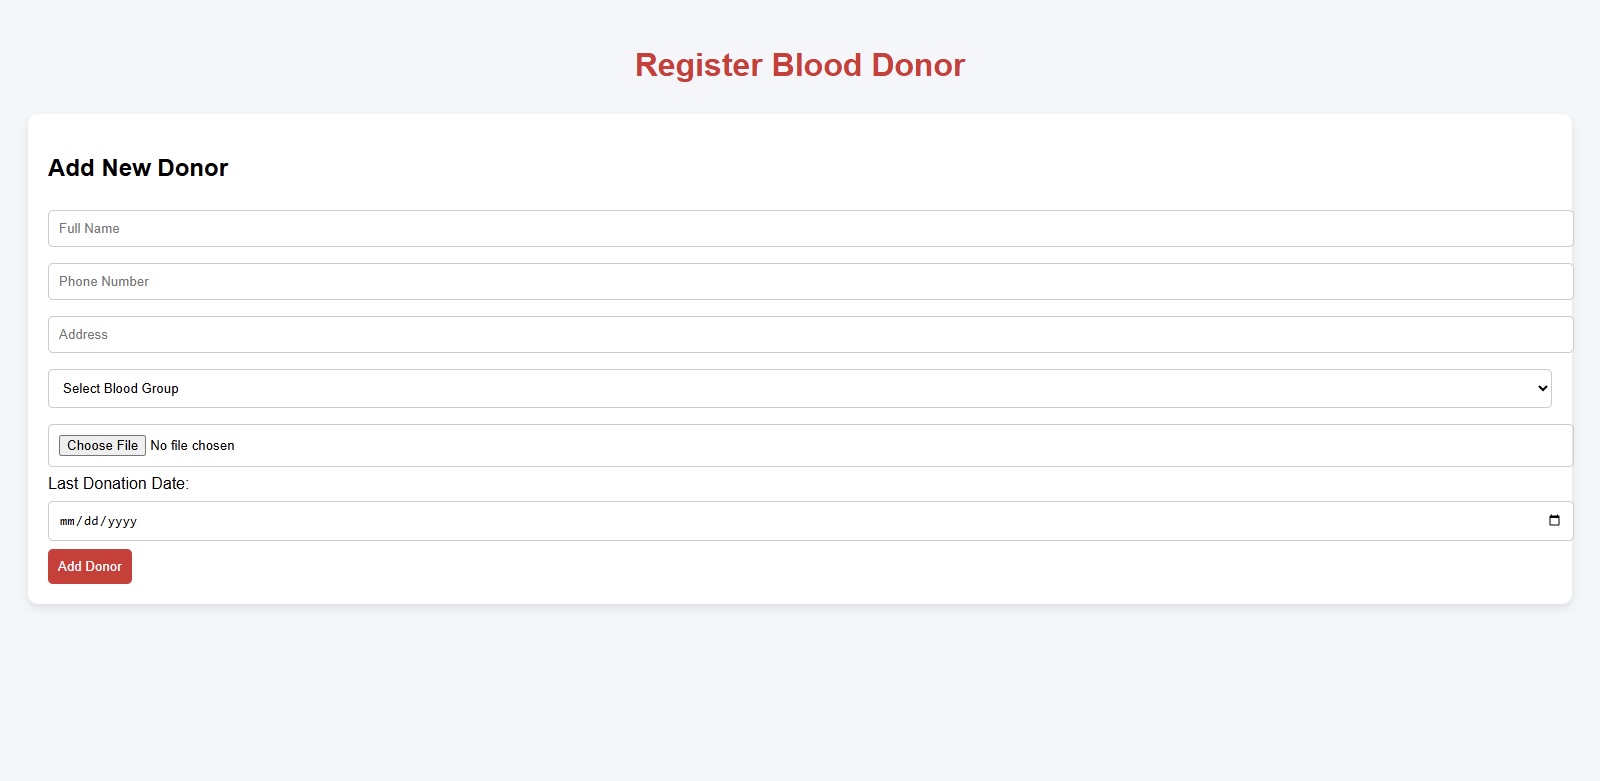 Register Blood Donor
Add New Donor
Full Name
Phone Number
Address
Select Blood Group
Choose File No file chosen
Last Donation Date:
mm/dd/yyyy
Add Donor